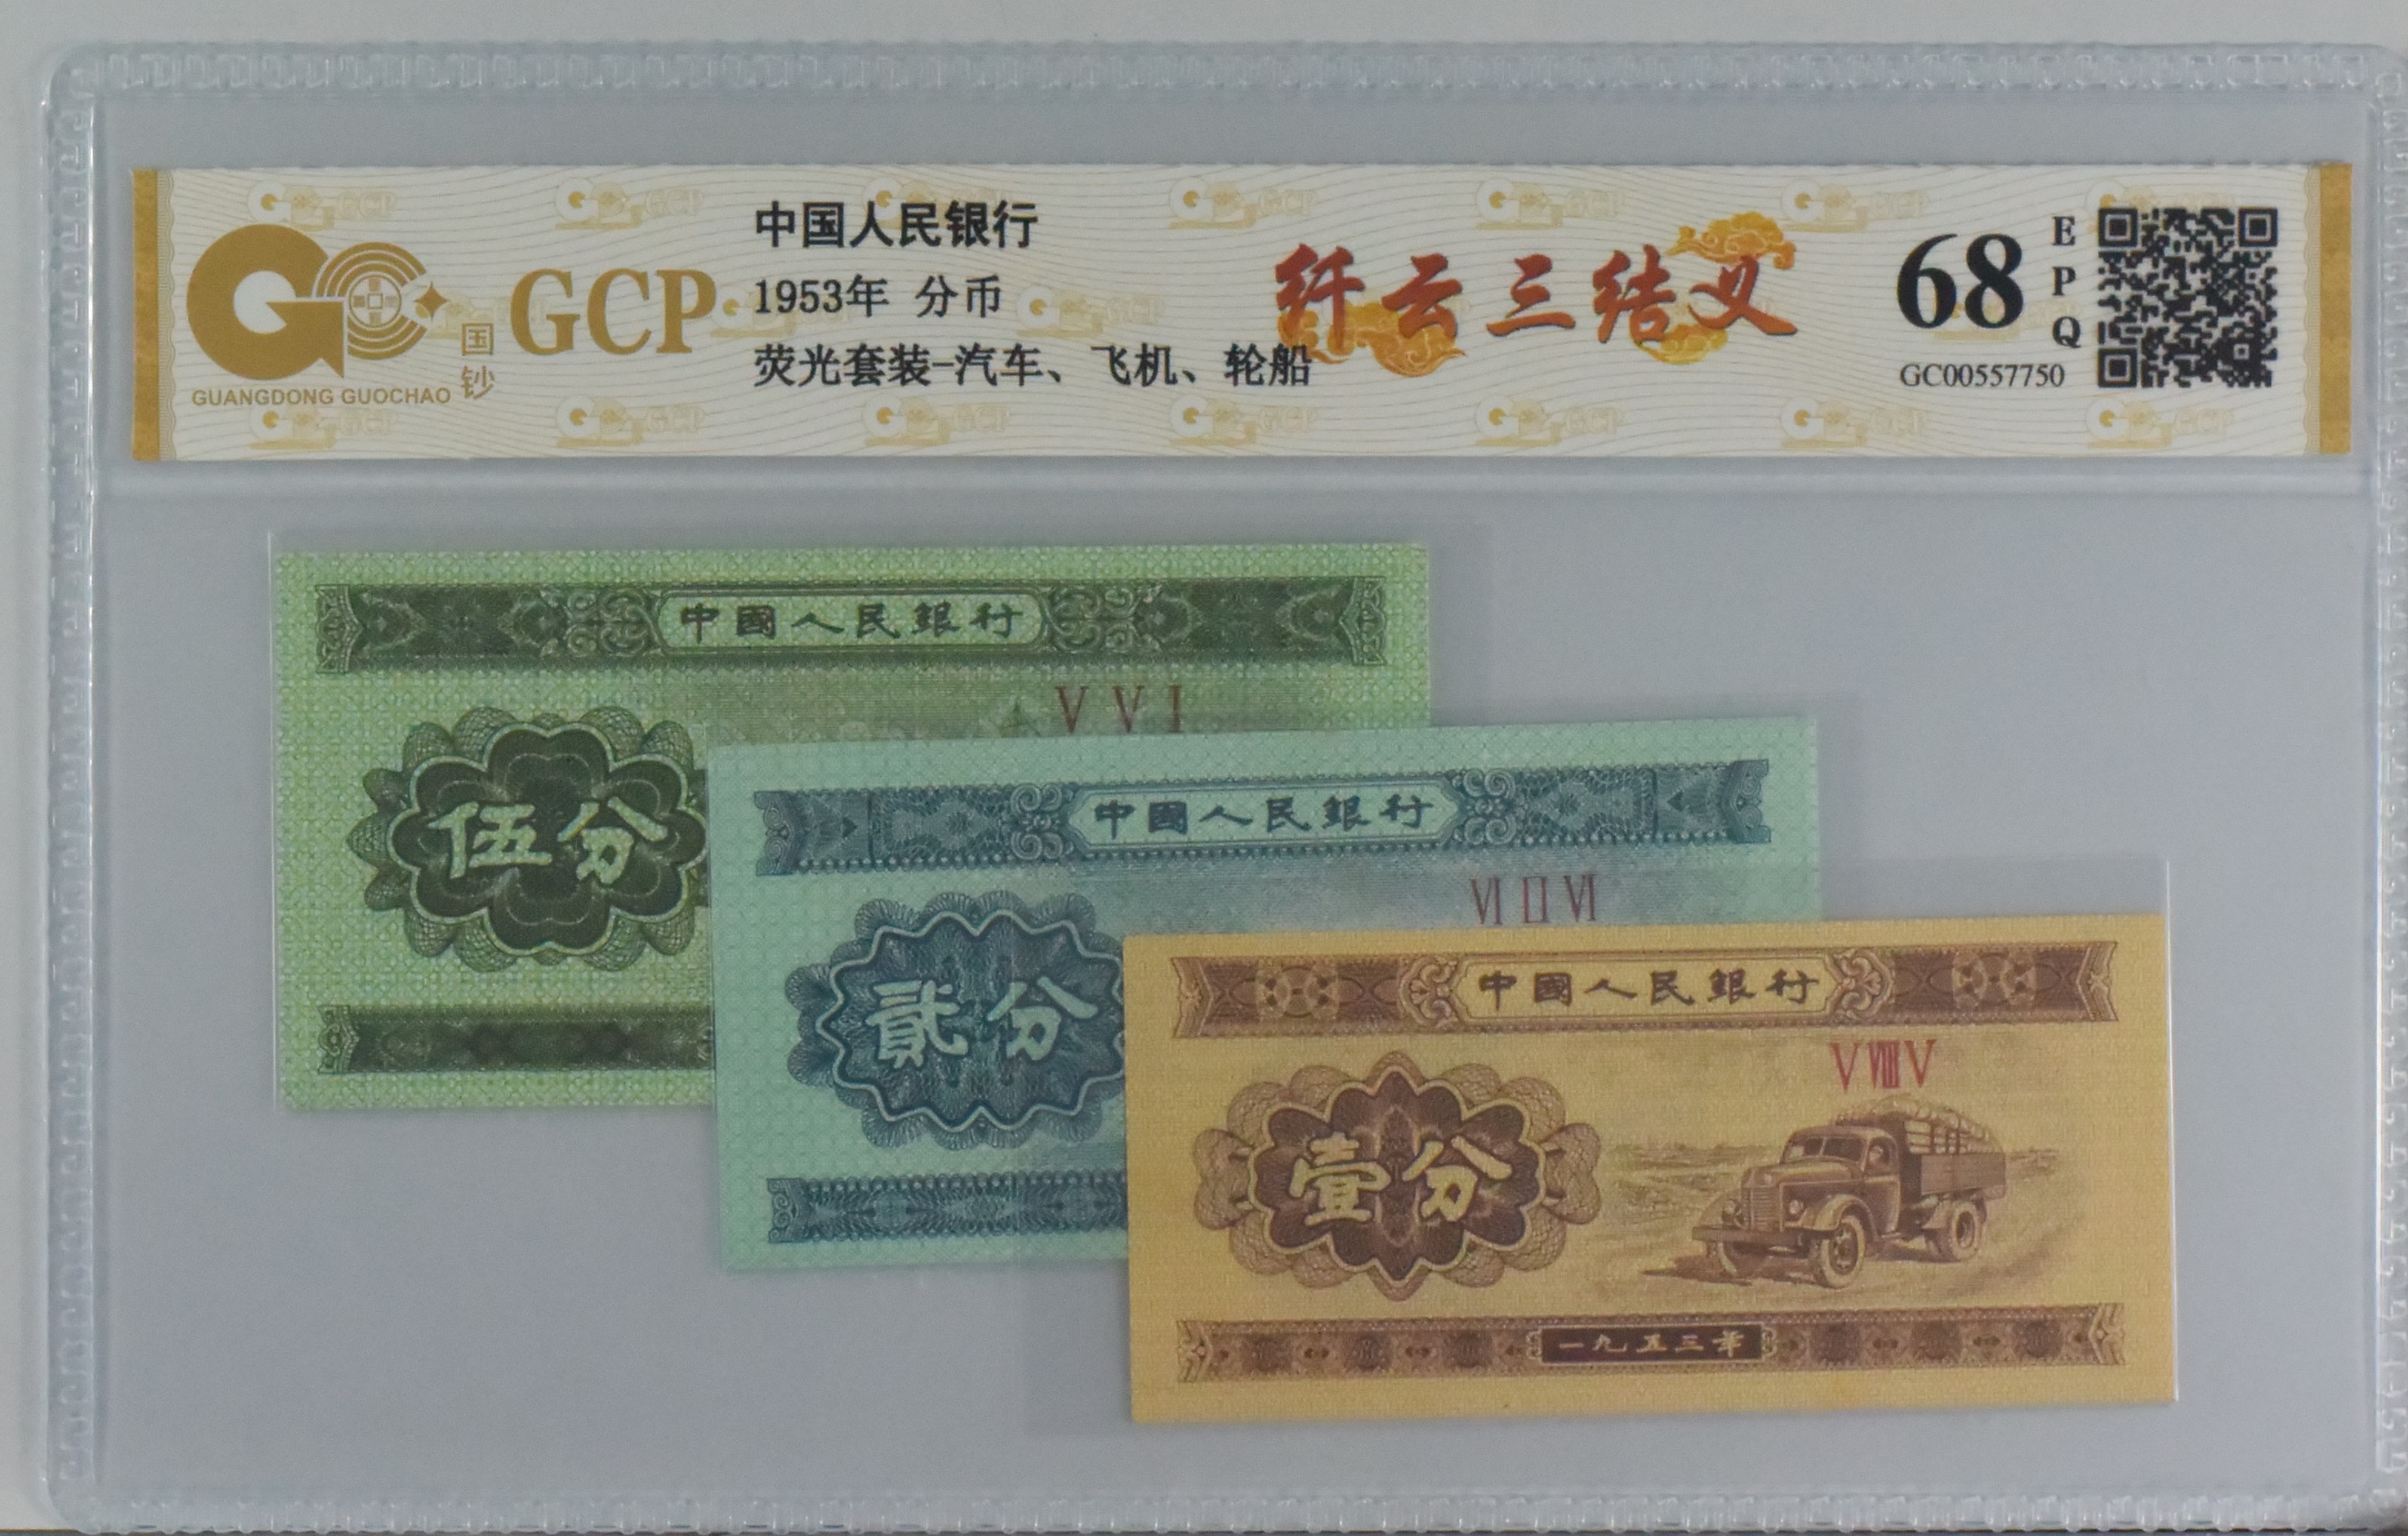 中国人民银行
1953年 分币
荧光套装-汽车、飞机、轮船
GCP
国钞
GUANGDONG GUOCHAO
纤云三结义
68
EPQ
GC00557750
中國人民銀行
V V I
伍分
中國人民銀行
VI II VI
貳分
中國人民銀行
V VIII V
壹分
一九五三年